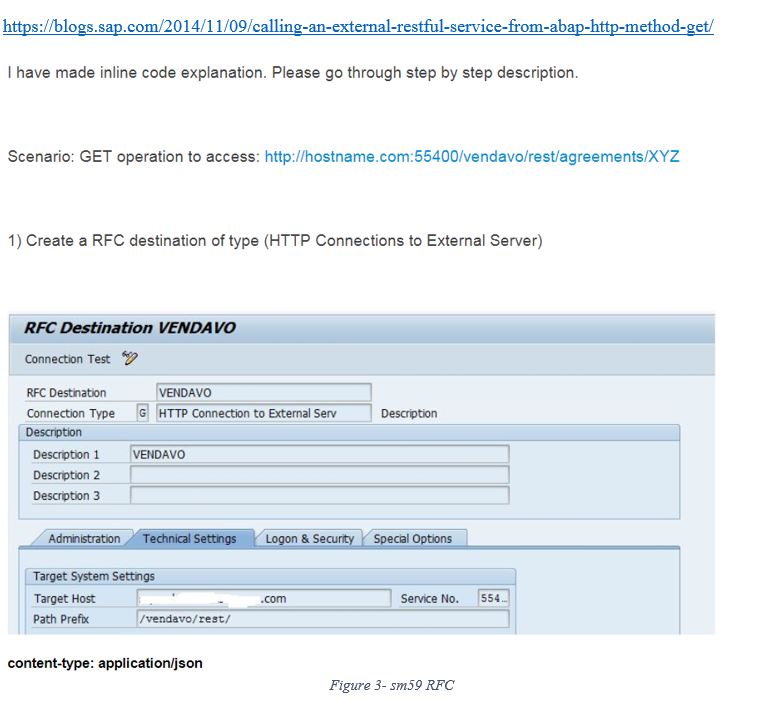 https://blogs.sap.com/2014/11/09/calling-an-external-restful-service-from-abap-http-method-get/
I have made inline code explanation. Please go through step by step description.
Scenario: GET operation to access: http://hostname.com:55400/vendavo/rest/agreements/XYZ
1) Create a RFC destination of type (HTTP Connections to External Server)
RFC Destination VENDAVO
Connection Test
RFC Destination VENDAVO
Connection Type G HTTP Connection to External Serv Description
Description
Description 1 VENDAVO
Description 2
Description 3
Administration Technical Settings Logon & Security Special Options
Target System Settings
Target Host .com Service No. 554...
Path Prefix /vendavo/rest/
content-type: application/json
Figure 3- sm59 RFC